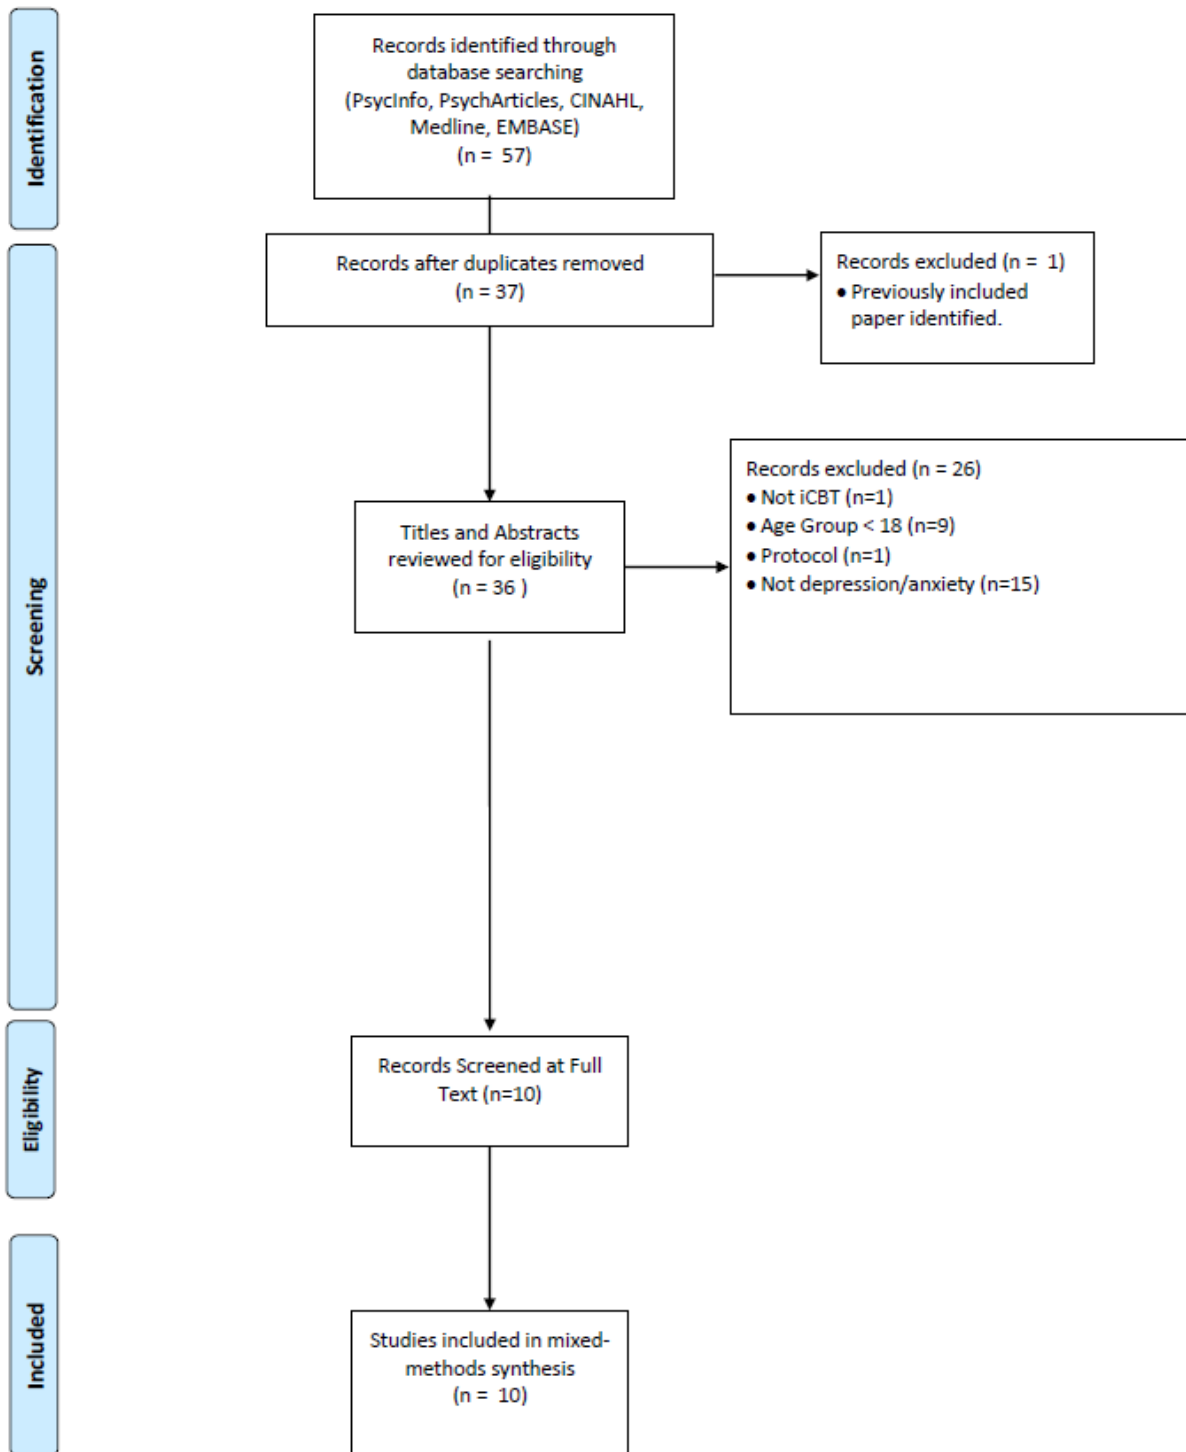 Identification
Records identified through
database searching
(PsycInfo, PsychArticles, CINAHL,
Medline, EMBASE)
(n = 57)
Screening
Records after duplicates removed
(n = 37)
Records excluded (n = 1)
• Previously included
paper identified.
Titles and Abstracts
reviewed for eligibility
(n = 36 )
Records excluded (n = 26)
• Not iCBT (n=1)
• Age Group < 18 (n=9)
• Protocol (n=1)
• Not depression/anxiety (n=15)
Eligibility
Records Screened at Full
Text (n=10)
Included
Studies included in mixed-
methods synthesis
(n = 10)